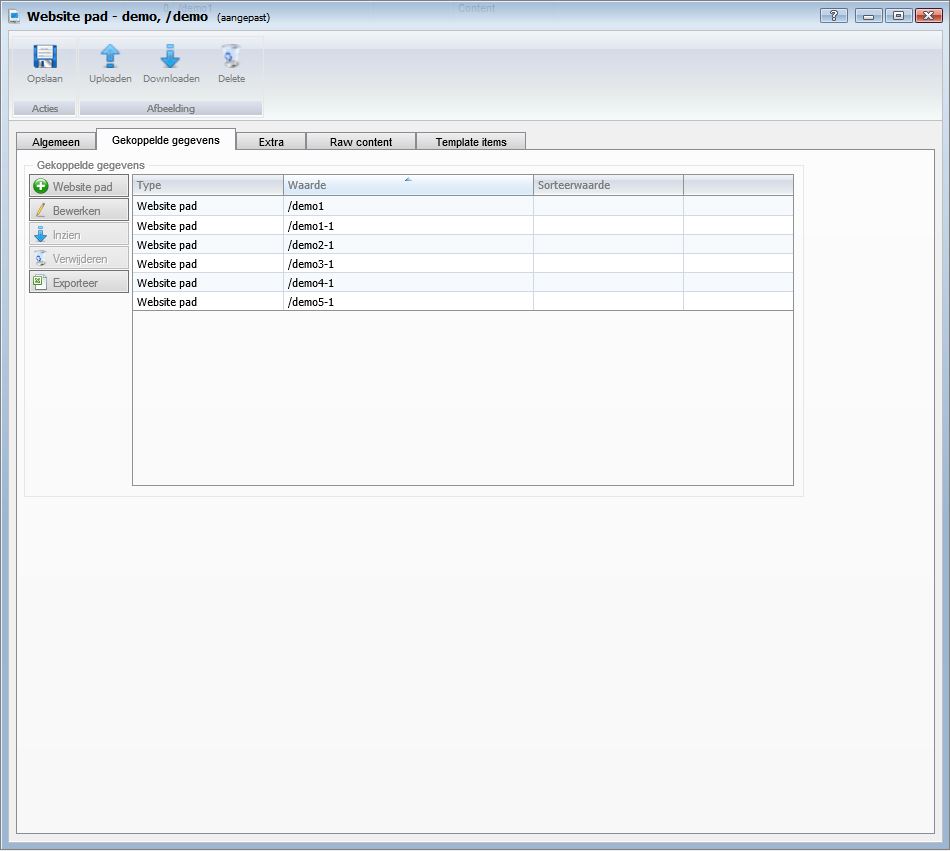 Website pad - demo, /demo (aangepast)
Content
?
Opslaan
Uploaden Downloaden Delete
Acties
Afbeelding
Algemeen Gekoppelde gegevens Extra Raw content Template items
Gekoppelde gegevens
Website pad
Bewerken
Inzien
Verwijderen
Exporteer
Type Waarde Sorteerwaarde
Website pad /demo1
Website pad /demo1-1
Website pad /demo2-1
Website pad /demo3-1
Website pad /demo4-1
Website pad /demo5-1